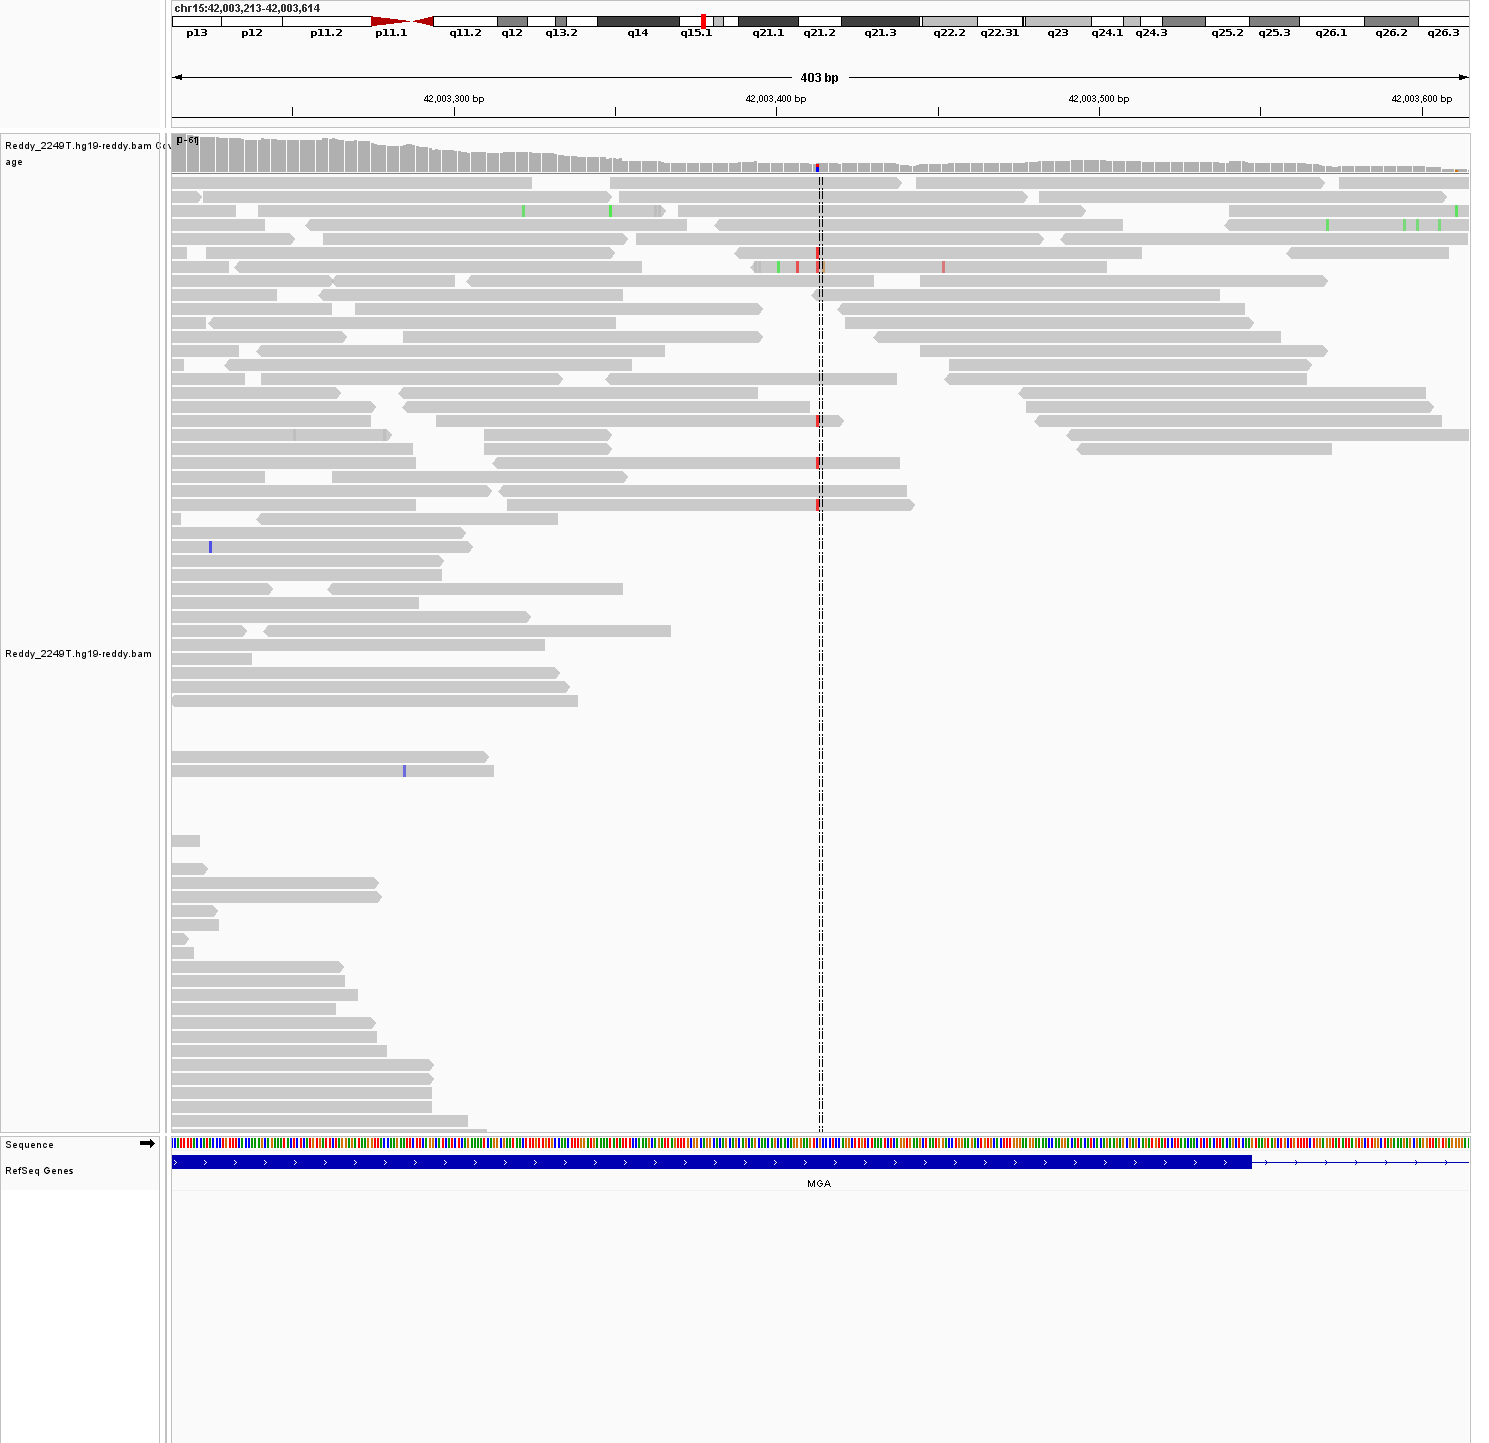 chr15:42,003,213-42,003,614
p13 p12 p11.2 p11.1 q11.2 q12 q13.2 q14 q15.1 q21.1 q21.2 q21.3 q22.2 q22.31 q23 q24.1 q24.3 q25.2 q25.3 q26.1 q26.2 q26.3
403 bp
42,003,300 bp 42,003,400 bp 42,003,500 bp 42,003,600 bp
Reddy_2249T.hg19-reddy.bam Cov
age
[0-61]
Reddy_2249T.hg19-reddy.bam
Sequence
RefSeq Genes
MGA